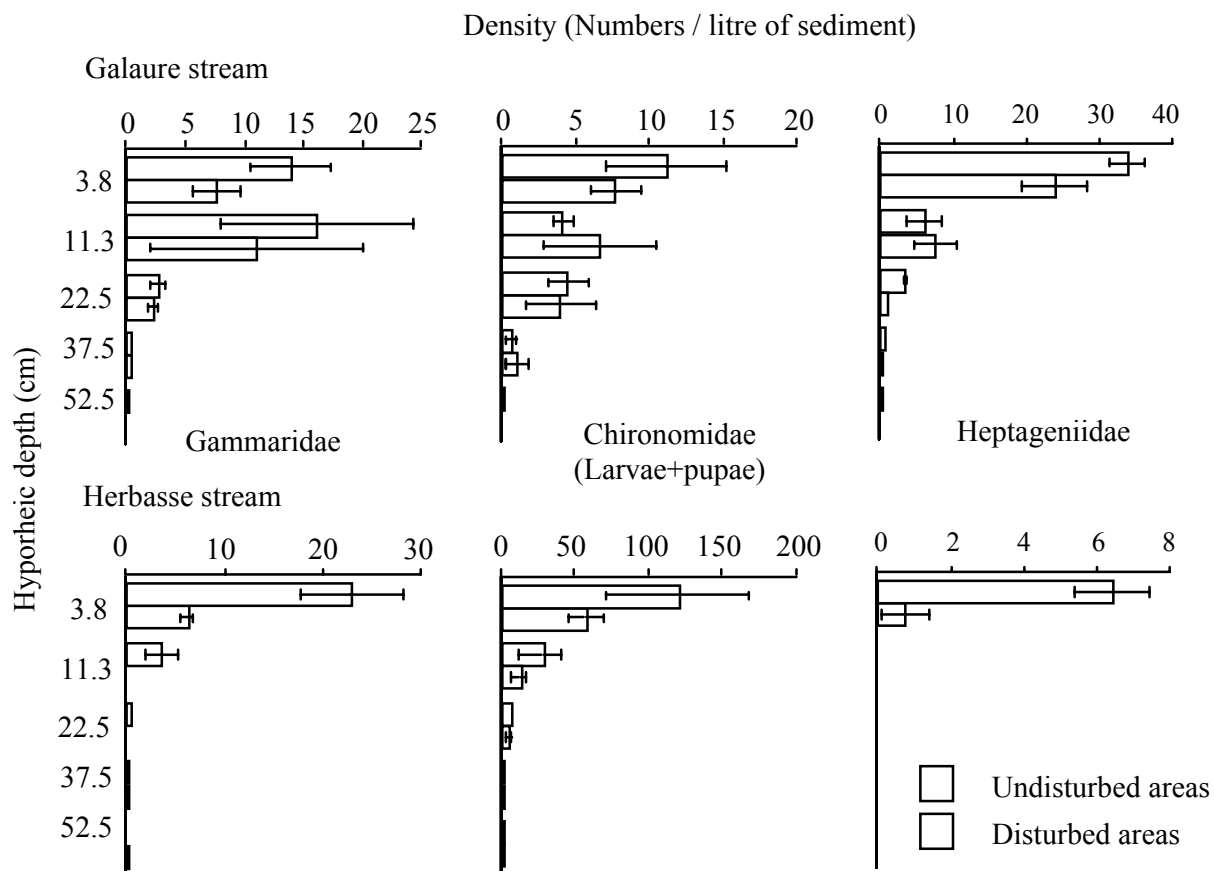 Density (Numbers / litre of sediment)
Galaure stream
0 5 10 15 20 25
0 5 10 15 20
0 10 20 30 40
3.8
11.3
22.5
37.5
52.5
Hyporheic depth (cm)
Gammaridae
Chironomidae
(Larvae+pupae)
Heptageniidae
Herbasse stream
0 10 20 30
0 50 100 150 200
0 2 4 6 8
3.8
11.3
22.5
37.5
52.5
Undisturbed areas
Disturbed areas